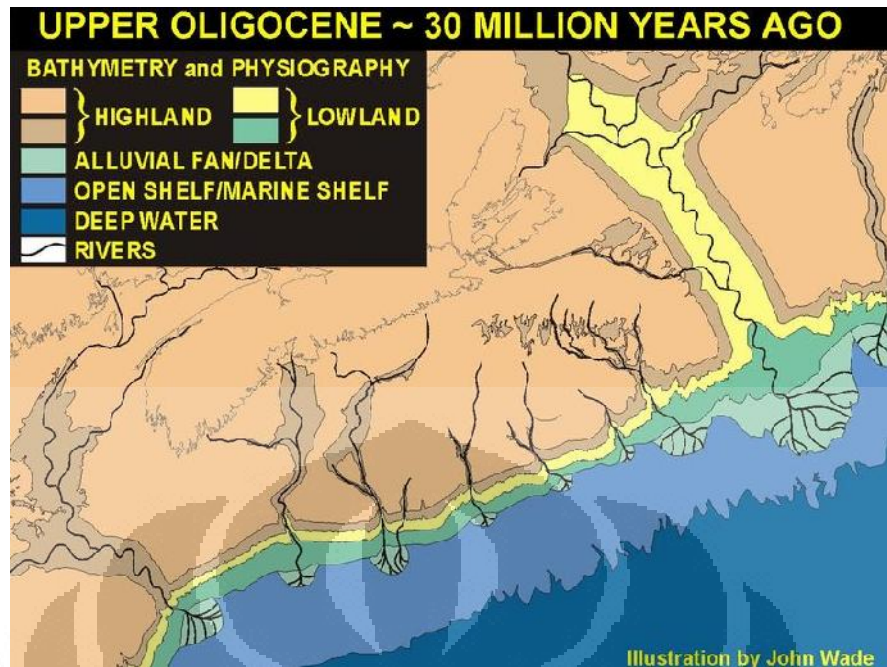 UPPER OLIGOCENE ~ 30 MILLION YEARS AGO
BATHYMETRY and PHYSIOGRAPHY
HIGHLAND
LOWLAND
ALLUVIAL FAN/DELTA
OPEN SHELF/MARINE SHELF
DEEP WATER
RIVERS
Illustration by John Wade